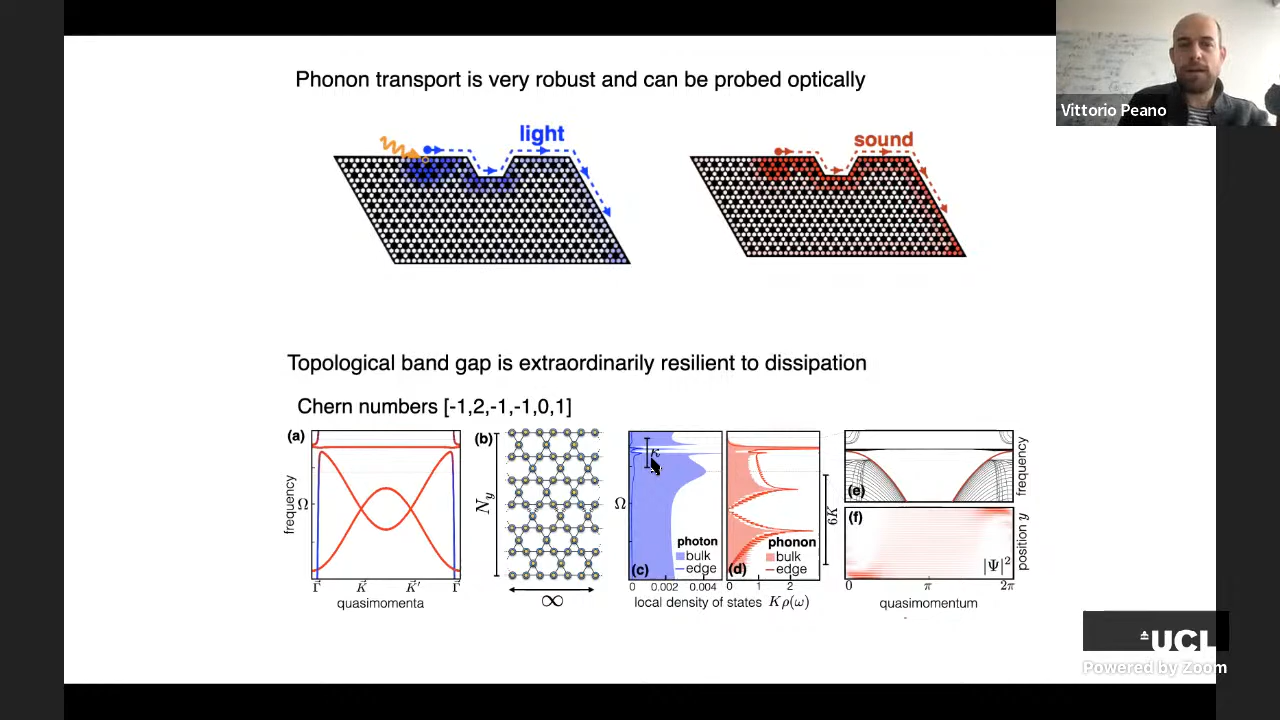 Phonon transport is very robust and can be probed optically
Vittorio Peano
light
sound
Topological band gap is extraordinarily resilient to dissipation
Chern numbers [-1,2,-1,-1,0,1]
(a)
frequency
Ω
Γ⃗ K⃗ K⃗′ Γ⃗
quasimomenta
(b)
N_y
∞
κ
Ω
photon
bulk
edge
(c)
0 0.002 0.004
phonon
bulk
edge
(d)
0 1 2
local density of states Kρ(ω)
6K
(e)
frequency
(f)
position y
|Ψ|²
0 π 2π
quasimomentum
UCL
Powered by Zoom